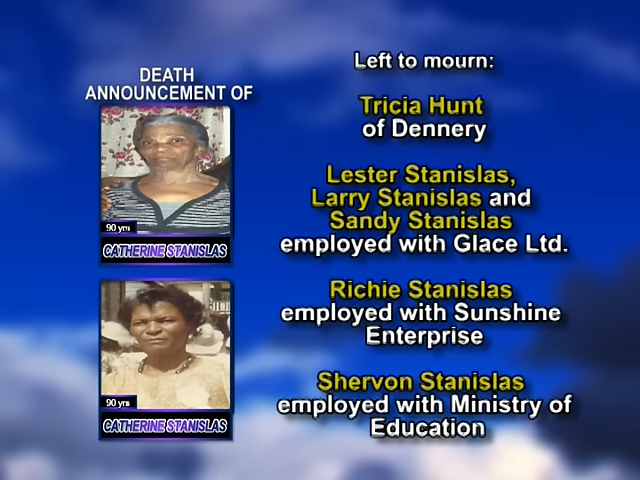 DEATH
ANNOUNCEMENT OF
90 yrs
CATHERINE STANISLAS
90 yrs
CATHERINE STANISLAS
Left to mourn:
Tricia Hunt
of Dennery
Lester Stanislas,
Larry Stanislas and
Sandy Stanislas
employed with Glace Ltd.
Richie Stanislas
employed with Sunshine
Enterprise
Shervon Stanislas
employed with Ministry of
Education